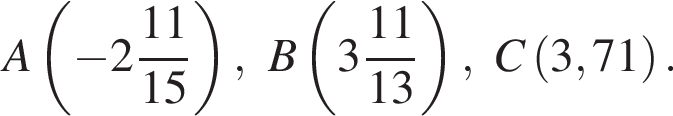 A(−2 11/15), B(3 11/13), C(3,71).